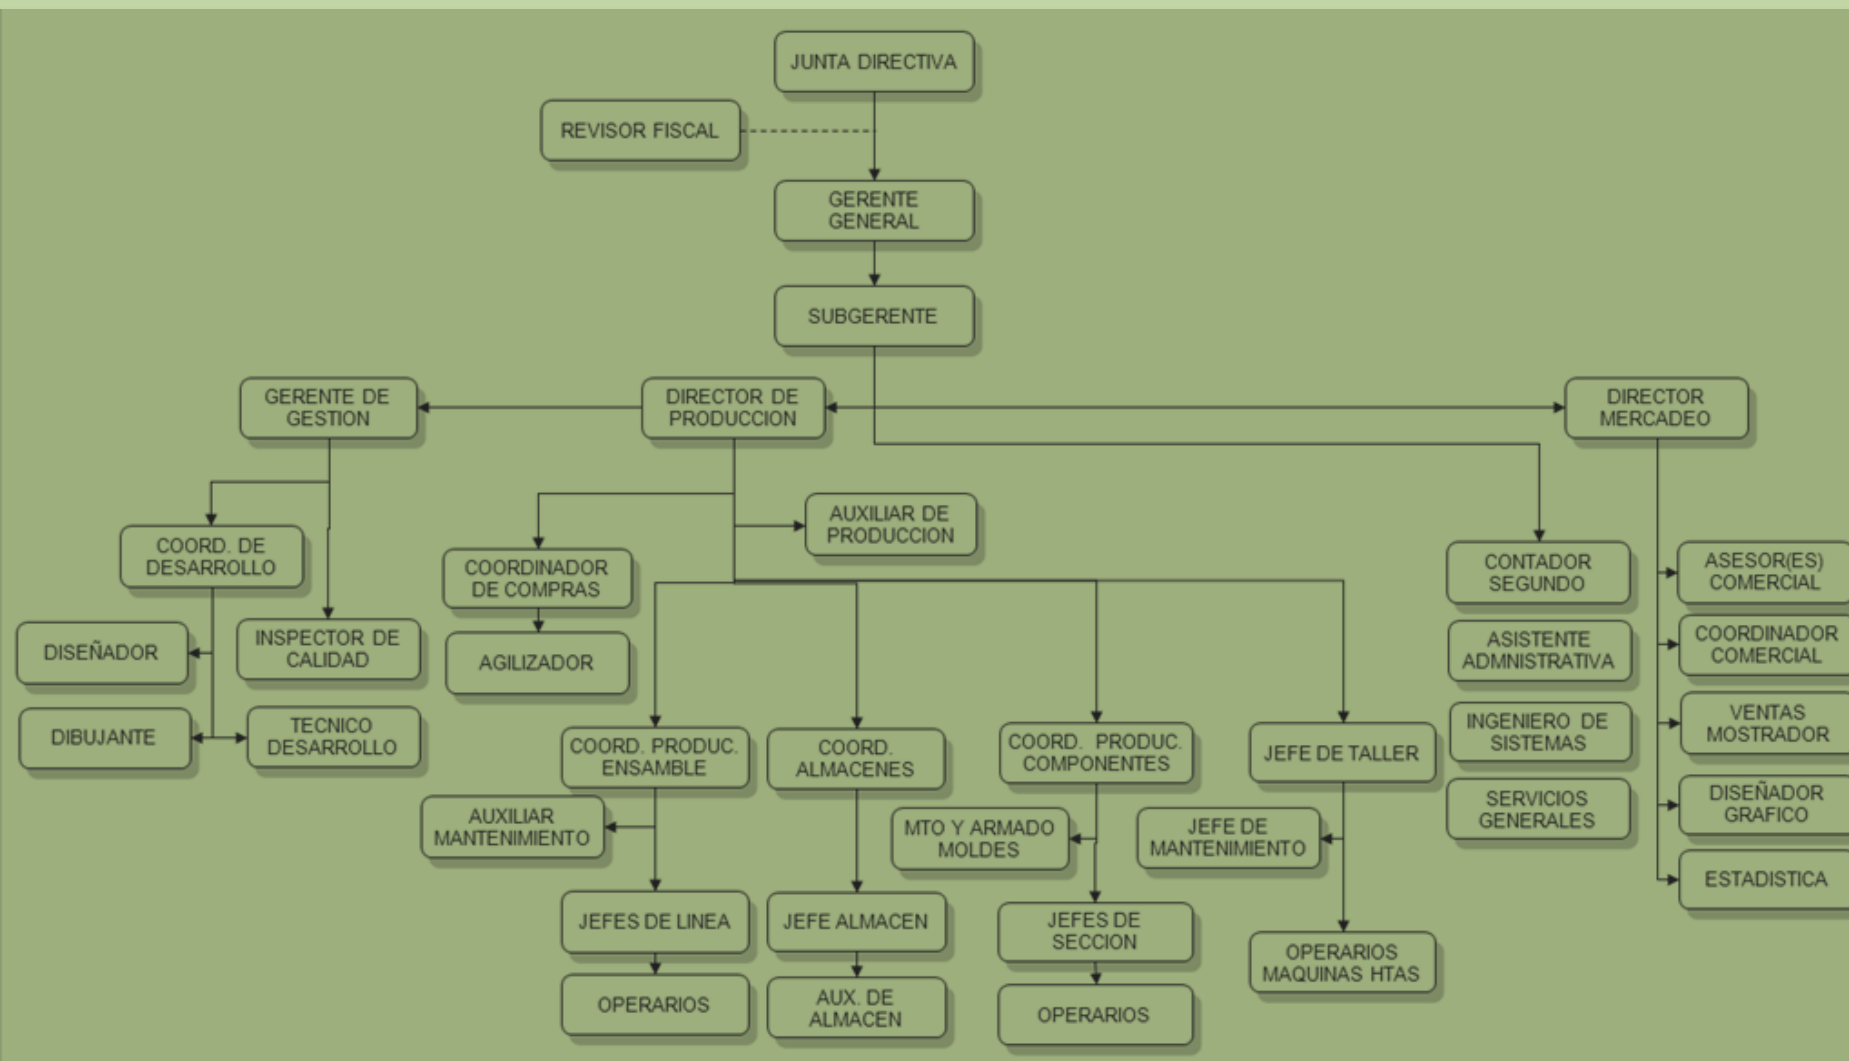 JUNTA DIRECTIVA
REVISOR FISCAL
GERENTE
GENERAL
SUBGERENTE
GERENTE DE
GESTION
DIRECTOR DE
PRODUCCION
DIRECTOR
MERCADEO
COORD. DE
DESARROLLO
DISEÑADOR
INSPECTOR DE
CALIDAD
DIBUJANTE
TECNICO
DESARROLLO
COORDINADOR
DE COMPRAS
AGILIZADOR
AUXILIAR DE
PRODUCCION
COORD. PRODUC.
ENSAMBLE
AUXILIAR
MANTENIMIENTO
JEFES DE LINEA
OPERARIOS
COORD.
ALMACENES
JEFE ALMACEN
AUX. DE
ALMACEN
COORD. PRODUC.
COMPONENTES
MTO Y ARMADO
MOLDES
JEFES DE
SECCION
OPERARIOS
JEFE DE TALLER
JEFE DE
MANTENIMIENTO
OPERARIOS
MAQUINAS HTAS
CONTADOR
SEGUNDO
ASISTENTE
ADMNISTRATIVA
INGENIERO DE
SISTEMAS
SERVICIOS
GENERALES
ASESOR(ES)
COMERCIAL
COORDINADOR
COMERCIAL
VENTAS
MOSTRADOR
DISEÑADOR
GRAFICO
ESTADISTICA